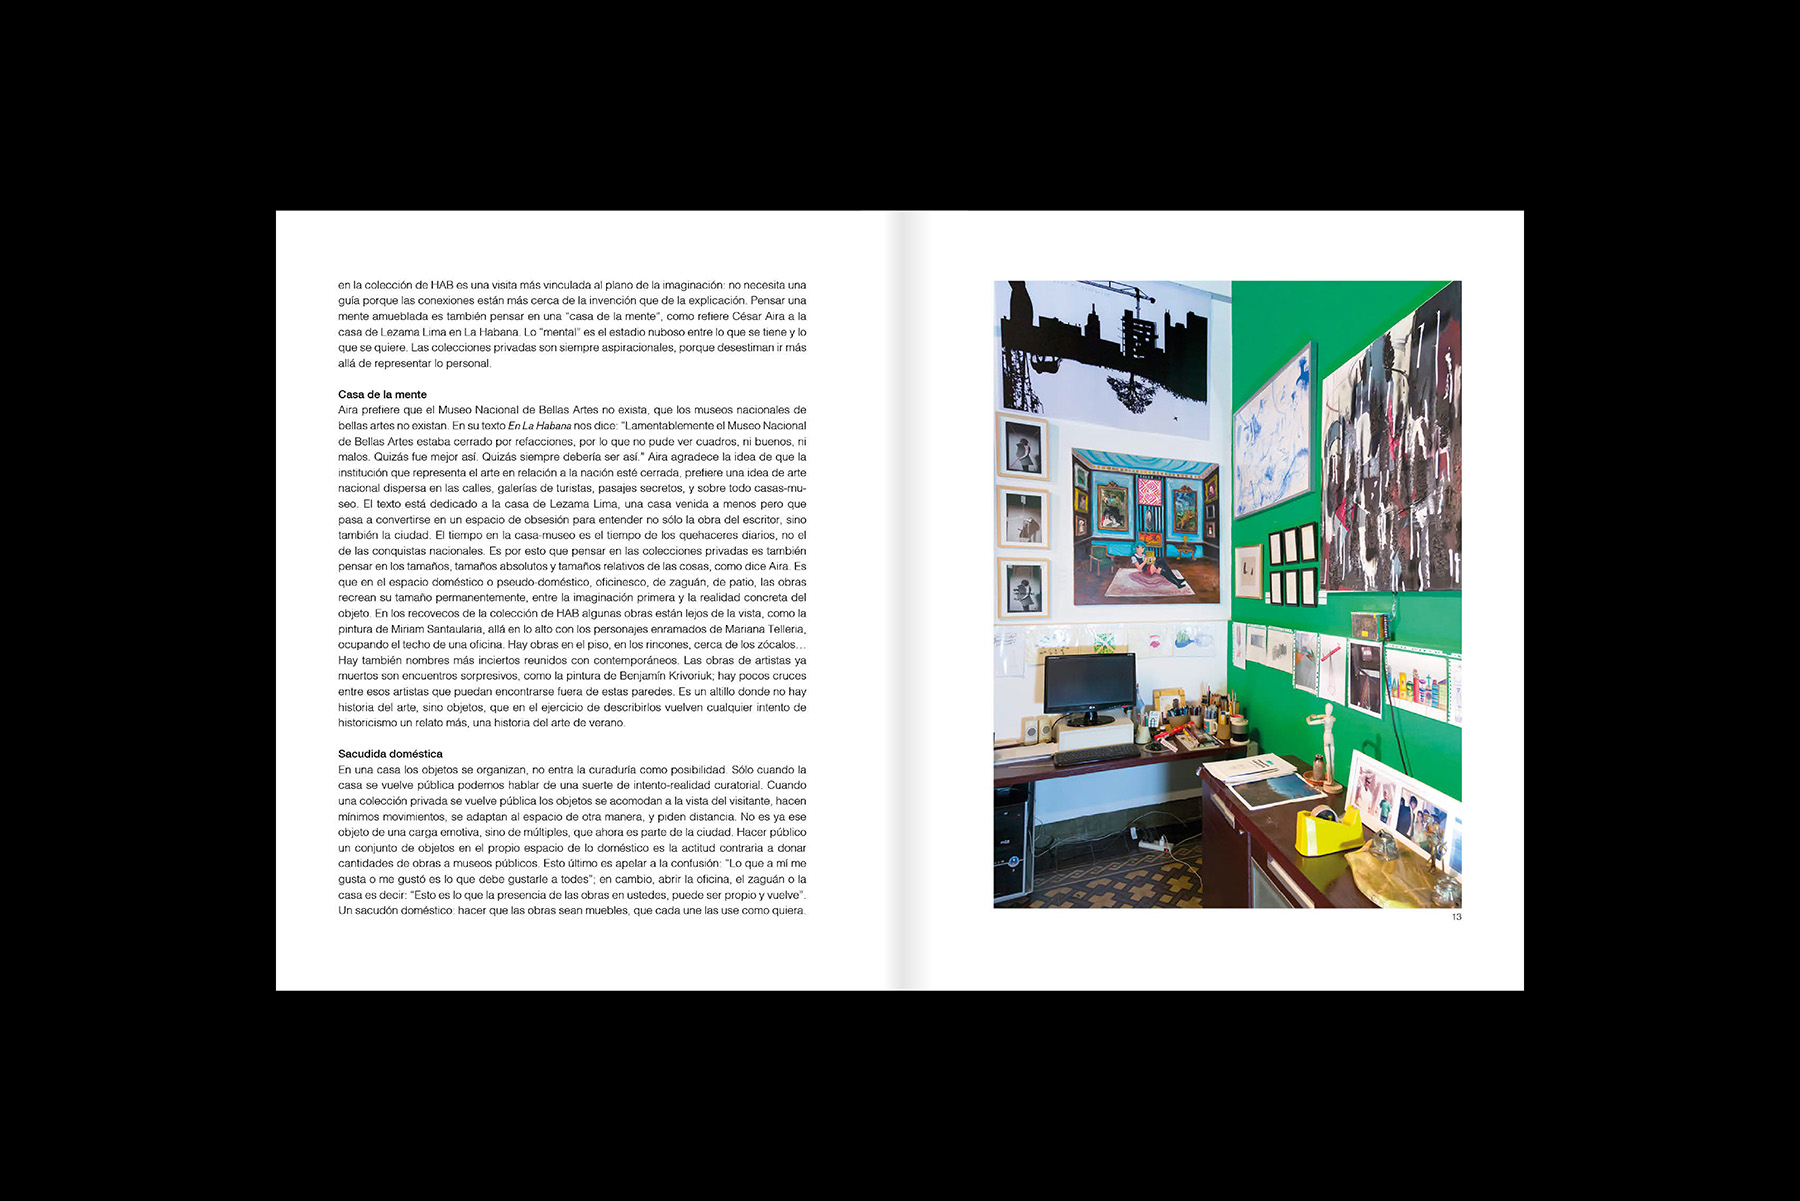 en la colección de HAB es una visita más vinculada al plano de la imaginación: no necesita una
guía porque las conexiones están más cerca de la invención que de la explicación. Pensar una
mente amueblada es también pensar en una "casa de la mente", como refiere César Aira a la
casa de Lezama Lima en La Habana. Lo "mental" es el estadio nuboso entre lo que se tiene y lo
que se quiere. Las colecciones privadas son siempre aspiracionales, porque desestiman ir más
allá de representar lo personal.
Casa de la mente
Aira prefiere que el Museo Nacional de Bellas Artes no exista, que los museos nacionales de
bellas artes no existan. En su texto En La Habana nos dice: "Lamentablemente el Museo Nacional
de Bellas Artes estaba cerrado por refacciones, por lo que no pude ver cuadros, ni buenos, ni
malos. Quizás fue mejor así. Quizás siempre debería ser así." Aira agradece la idea de que la
institución que representa el arte en relación a la nación esté cerrada, prefiere una idea de arte
nacional dispersa en las calles, galerías de turistas, pasajes secretos, y sobre todo casas-mu-
seo. El texto está dedicado a la casa de Lezama Lima, una casa venida a menos pero que
pasa a convertirse en un espacio de obsesión para entender no sólo la obra del escritor, sino
también la ciudad. El tiempo en la casa-museo es el tiempo de los quehaceres diarios, no el
de las conquistas nacionales. Es por esto que pensar en las colecciones privadas es también
pensar en los tamaños, tamaños absolutos y tamaños relativos de las cosas, como dice Aira. Es
que en el espacio doméstico o pseudo-doméstico, oficinesco, de zaguán, de patio, las obras
recrean su tamaño permanentemente, entre la imaginación primera y la realidad concreta del
objeto. En los recovecos de la colección de HAB algunas obras están lejos de la vista, como la
pintura de Miriam Santaularia, allá en lo alto con los personajes enramados de Mariana Telleria,
ocupando el techo de una oficina. Hay obras en el piso, en los rincones, cerca de los zócalos…
Hay también nombres más inciertos reunidos con contemporáneos. Las obras de artistas ya
muertos son encuentros sorpresivos, como la pintura de Benjamín Krivoriuk; hay pocos cruces
entre esos artistas que puedan encontrarse fuera de estas paredes. Es un altillo donde no hay
historia del arte, sino objetos, que en el ejercicio de describirlos vuelven cualquier intento de
historicismo un relato más, una historia del arte de verano.
Sacudida doméstica
En una casa los objetos se organizan, no entra la curaduría como posibilidad. Sólo cuando la
casa se vuelve pública podemos hablar de una suerte de intento-realidad curatorial. Cuando
una colección privada se vuelve pública los objetos se acomodan a la vista del visitante, hacen
mínimos movimientos, se adaptan al espacio de otra manera, y piden distancia. No es ya ese
objeto de una carga emotiva, sino de múltiples, que ahora es parte de la ciudad. Hacer público
un conjunto de objetos en el propio espacio de lo doméstico es la actitud contraria a donar
cantidades de obras a museos públicos. Esto último es apelar a la confusión: "Lo que a mí me
gusta o me gustó es lo que debe gustarle a todes"; en cambio, abrir la oficina, el zaguán o la
casa es decir: "Esto es lo que la presencia de las obras en ustedes, puede ser propio y vuelve".
Un sacudón doméstico: hacer que las obras sean muebles, que cada une las use como quiera.
13